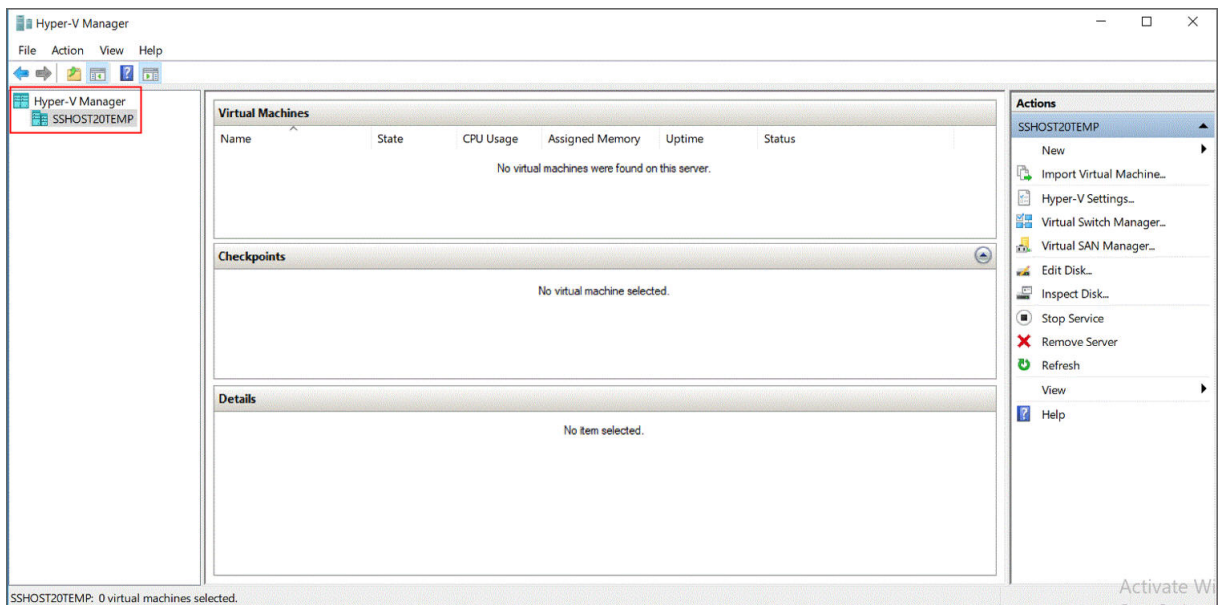 Hyper-V Manager
File Action View Help
Hyper-V Manager
SSHOST20TEMP
Virtual Machines
Name State CPU Usage Assigned Memory Uptime Status
No virtual machines were found on this server.
Checkpoints
No virtual machine selected.
Details
No item selected.
Actions
SSHOST20TEMP
New
Import Virtual Machine...
Hyper-V Settings...
Virtual Switch Manager...
Virtual SAN Manager...
Edit Disk...
Inspect Disk...
Stop Service
Remove Server
Refresh
View
Help
Activate Wi
SSHOST20TEMP: 0 virtual machines selected.